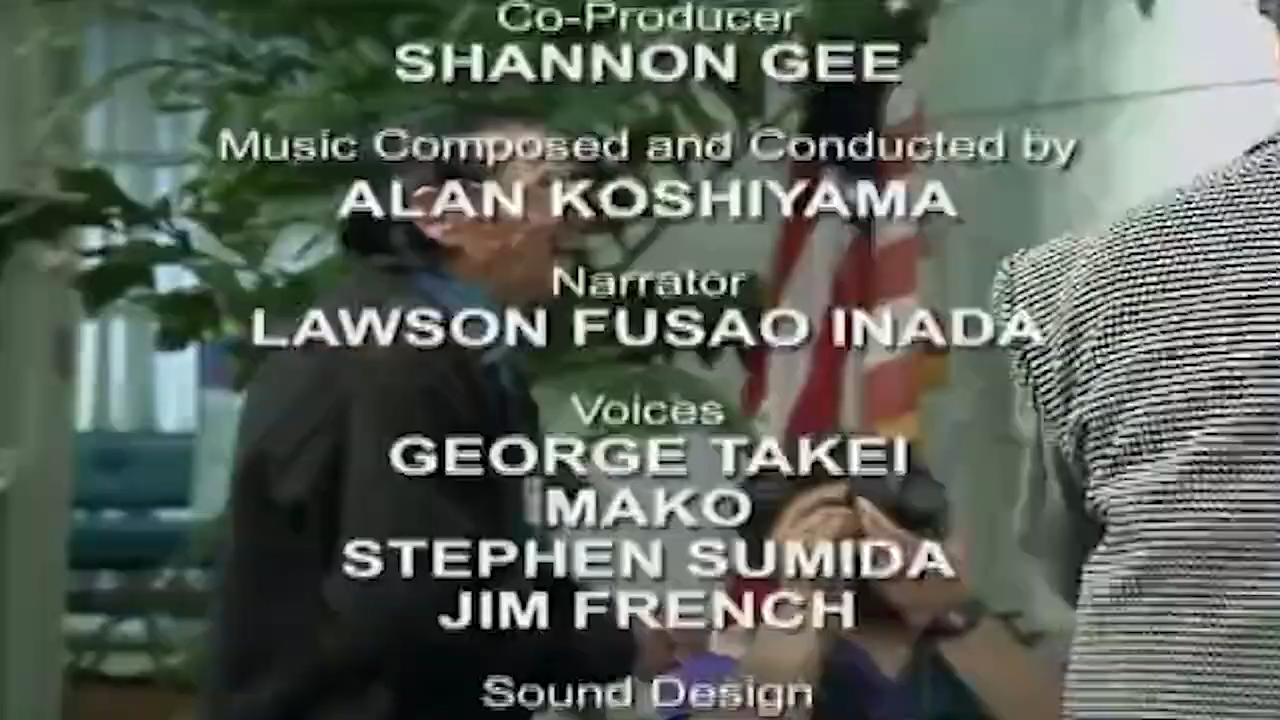 Co-Producer
SHANNON GEE
Music Composed and Conducted by
ALAN KOSHIYAMA
Narrator
LAWSON FUSAO INADA
Voices
GEORGE TAKEI
MAKO
STEPHEN SUMIDA
JIM FRENCH
Sound Design